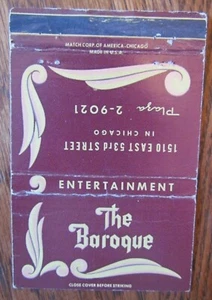 MATCH CORP. OF AMERICA-CHICAGO
MADE IN U.S.A.
Plaza 2-9021
IN CHICAGO
1510 EAST 53rd STREET
ENTERTAINMENT
The
Baroque
CLOSE COVER BEFORE STRIKING